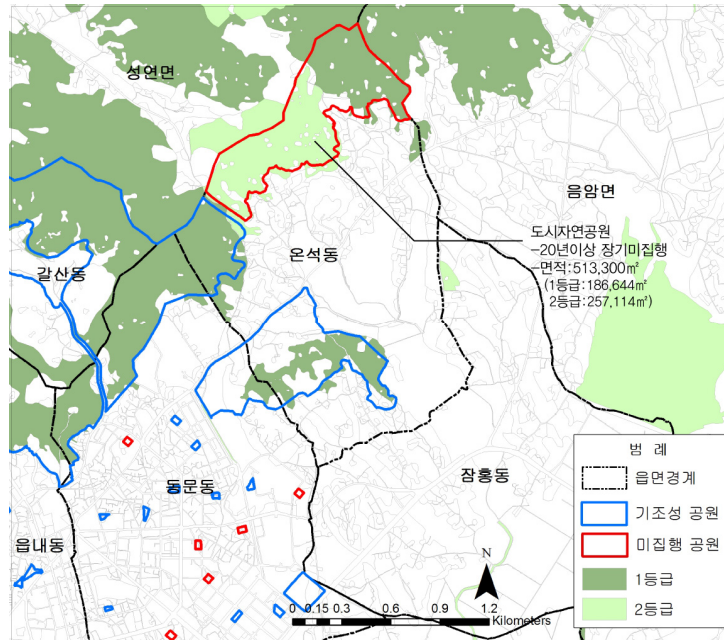 성연면
음암면
도시자연공원
-20년이상 장기미집행
-면적:513,300㎡
(1등급:186,644㎡
2등급:257,114㎡)
온석동
갈산동
잠홍동
동문동
읍내동
범 례
읍면경계
기조성 공원
미집행 공원
1등급
2등급
N
0 0.15 0.3 0.6 0.9 1.2
Kilometers